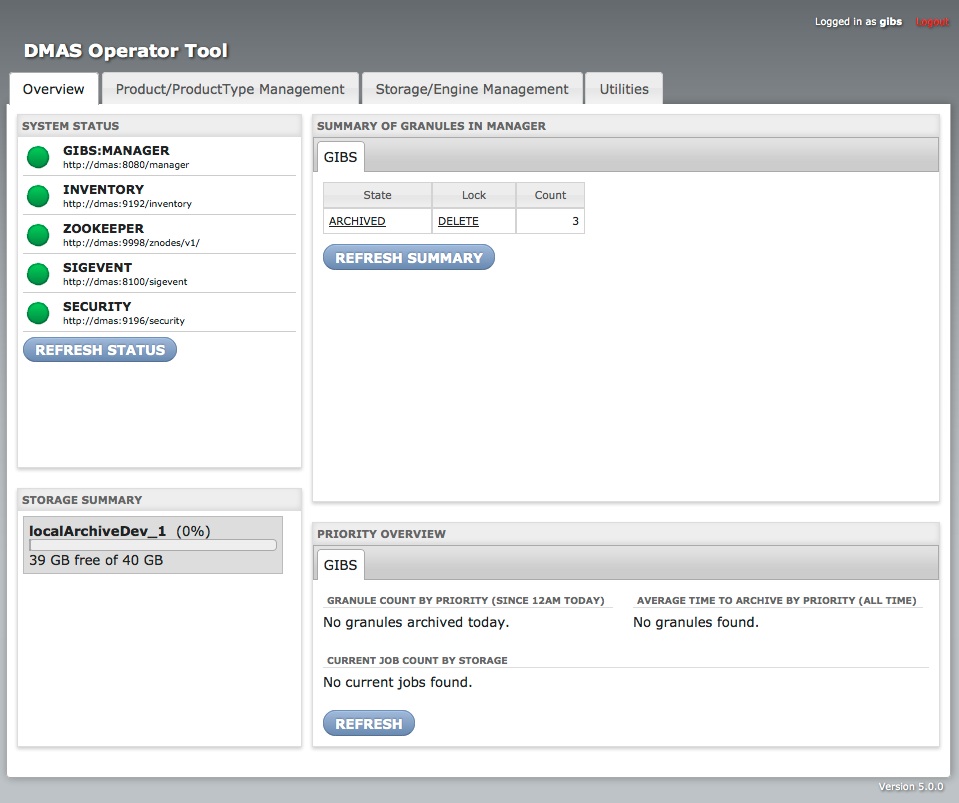 Logged in as gibs Logout
DMAS Operator Tool
Overview Product/ProductType Management Storage/Engine Management Utilities
SYSTEM STATUS
GIBS:MANAGER
http://dmas:8080/manager
INVENTORY
http://dmas:9192/inventory
ZOOKEEPER
http://dmas:9998/znodes/v1/
SIGEVENT
http://dmas:8100/sigevent
SECURITY
http://dmas:9196/security
REFRESH STATUS
SUMMARY OF GRANULES IN MANAGER
GIBS
State Lock Count
ARCHIVED DELETE 3
REFRESH SUMMARY
STORAGE SUMMARY
localArchiveDev_1 (0%)
39 GB free of 40 GB
PRIORITY OVERVIEW
GIBS
GRANULE COUNT BY PRIORITY (SINCE 12AM TODAY)
No granules archived today.
AVERAGE TIME TO ARCHIVE BY PRIORITY (ALL TIME)
No granules found.
CURRENT JOB COUNT BY STORAGE
No current jobs found.
REFRESH
Version 5.0.0